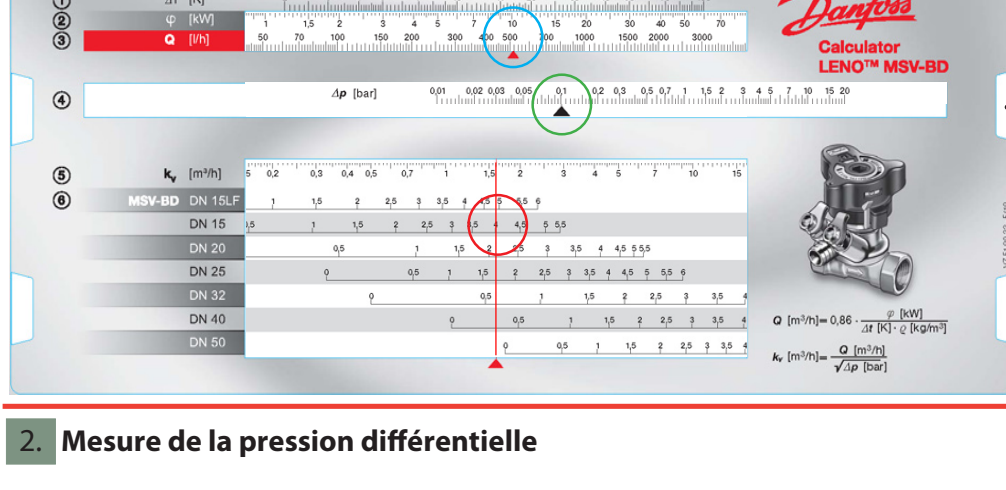 ② φ [kW] 1 2 3 4 5 7 10 15 20 30 40 50 70
③ Q [l/h] 50 70 100 150 200 300 400 500 700 1000 1500 2000 3000
Danfoss
Calculator
LENO™ MSV-BD
④ Δp [bar] 0,01 0,02 0,03 0,05 0,1 0,2 0,3 0,5 0,7 1 1,5 2 3 4 5 7 10 15 20
⑤ kv [m³/h] 5 0,2 0,3 0,4 0,5 0,7 1 1,5 2 3 4 5 7 10 15
⑥ MSV-BD DN 15LF 1 1,5 2 2,5 3 3,5 4 4,5 5 5,5 6
DN 15 0,5 1 1,5 2 2,5 3 3,5 4 4,5 5 5,5
DN 20 0,5 1 1,5 2 2,5 3 3,5 4 4,5 5 5,5
DN 25 0 0,5 1 1,5 2 2,5 3 3,5 4 4,5 5 5,5 6
DN 32 0 0,5 1 1,5 2 2,5 3 3,5 4
DN 40 0 0,5 1 1,5 2 2,5 3 3,5 4
DN 50 0 0,5 1 1,5 2 2,5 3 3,5 4
Q [m³/h]= 0,86 · φ [kW] / Δt [K] · ϱ [kg/m³]
kv [m³/h]= Q [m³/h] / √Δp [bar]
2. Mesure de la pression différentielle